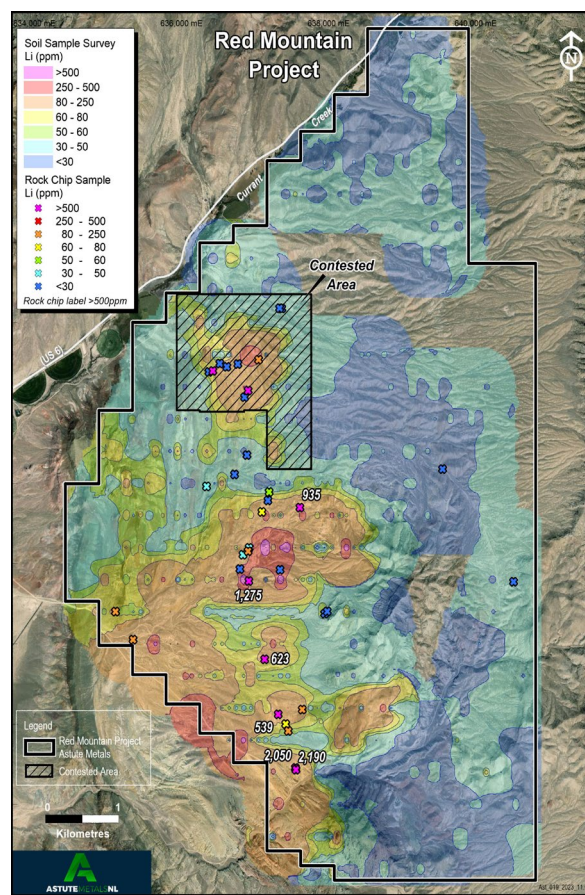 634,000 mE
636,000 mE
638,000 mE
640,000 mE
Red Mountain
Project
N
Soil Sample Survey
Li (ppm)
>500
250 - 500
80 - 250
60 - 80
50 - 60
30 - 50
<30
Rock Chip Sample
Li (ppm)
>500
250 - 500
80 - 250
60 - 80
50 - 60
30 - 50
<30
Rock chip label >500ppm
Currant Creek
Contested
Area
(US 6)
935
1,275
623
539
2,050 2,190
Legend
Red Mountain Project
Astute Metals
Contested Area
0 1
Kilometres
ASTUTEMETALSNL